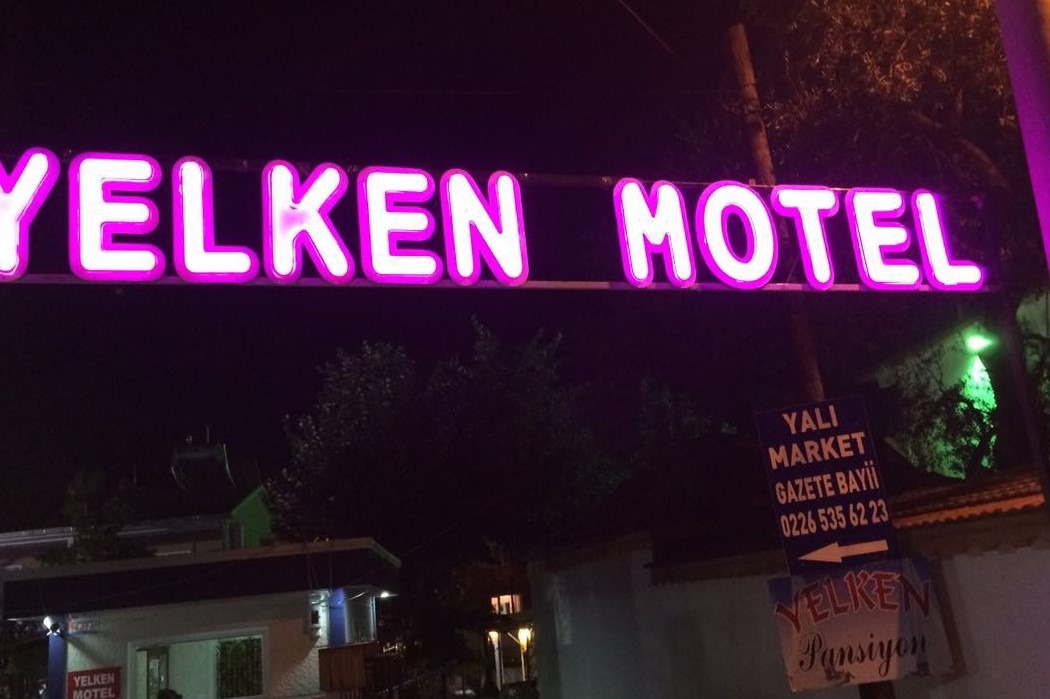 YELKEN MOTEL
YALI
MARKET
GAZETE BAYİİ
0226 535 62 23
YELKEN
Pansiyon
YELKEN
MOTEL